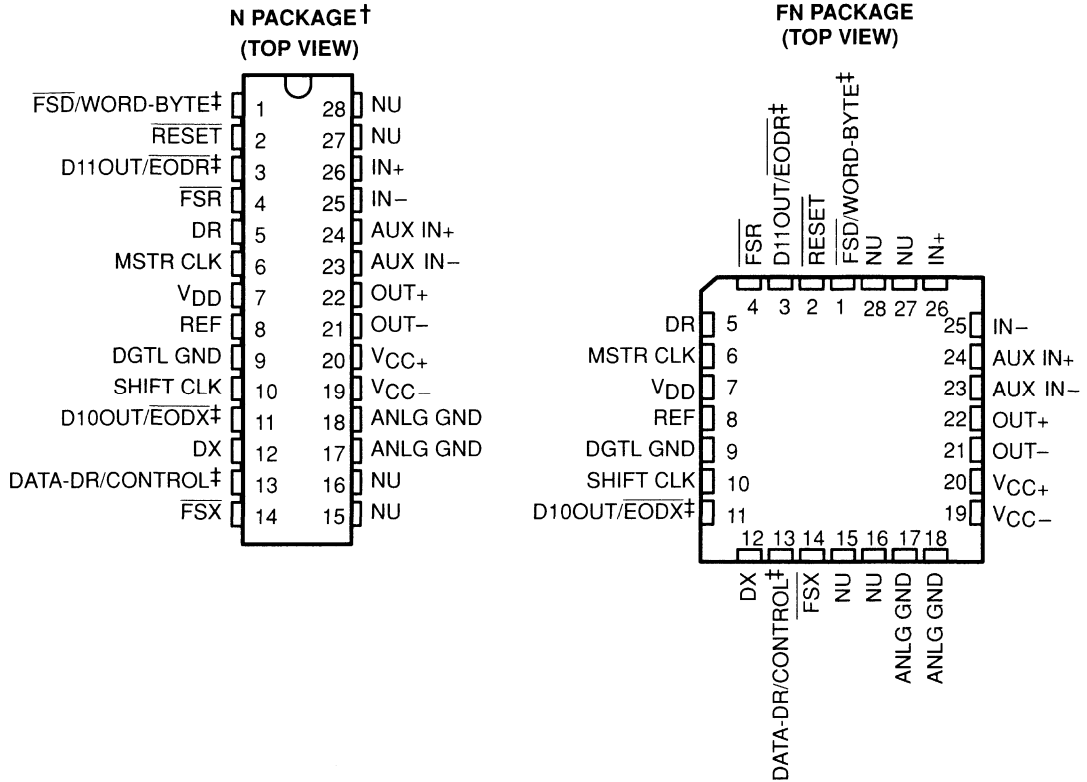 N PACKAGE†
(TOP VIEW)
FSD/WORD-BYTE‡ 1 28 NU
RESET 2 27 NU
D11OUT/EODR‡ 3 26 IN+
FSR 4 25 IN−
DR 5 24 AUX IN+
MSTR CLK 6 23 AUX IN−
VDD 7 22 OUT+
REF 8 21 OUT−
DGTL GND 9 20 VCC+
SHIFT CLK 10 19 VCC−
D10OUT/EODX‡ 11 18 ANLG GND
DX 12 17 ANLG GND
DATA-DR/CONTROL‡ 13 16 NU
FSX 14 15 NU
FN PACKAGE
(TOP VIEW)
FSR
D11OUT/EODR‡
RESET
FSD/WORD-BYTE‡
NU
NU
IN+
4 3 2 1 28 27 26
DR 5 25 IN−
MSTR CLK 6 24 AUX IN+
VDD 7 23 AUX IN−
REF 8 22 OUT+
DGTL GND 9 21 OUT−
SHIFT CLK 10 20 VCC+
D10OUT/EODX‡ 11 19 VCC−
12 13 14 15 16 17 18
DX
DATA-DR/CONTROL‡
FSX
NU
NU
ANLG GND
ANLG GND